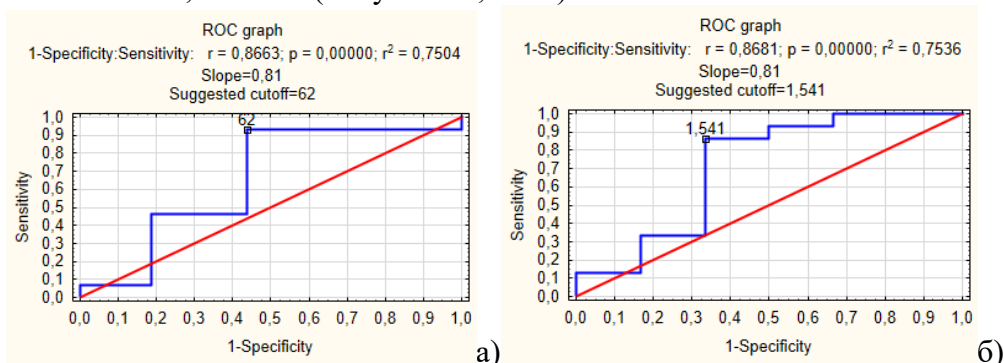 ROC graph
1-Specificity:Sensitivity: r = 0,8663; p = 0,00000; r² = 0,7504
Slope=0,81
Suggested cutoff=62
62
1,0
0,9
0,8
0,7
0,6
0,5
0,4
0,3
0,2
0,1
0,0
Sensitivity
0,0 0,1 0,2 0,3 0,4 0,5 0,6 0,7 0,8 0,9 1,0
1-Specificity
а)
ROC graph
1-Specificity:Sensitivity: r = 0,8681; p = 0,00000; r² = 0,7536
Slope=0,81
Suggested cutoff=1,541
1,541
1,0
0,9
0,8
0,7
0,6
0,5
0,4
0,3
0,2
0,1
0,0
Sensitivity
0,0 0,1 0,2 0,3 0,4 0,5 0,6 0,7 0,8 0,9 1,0
1-Specificity
б)